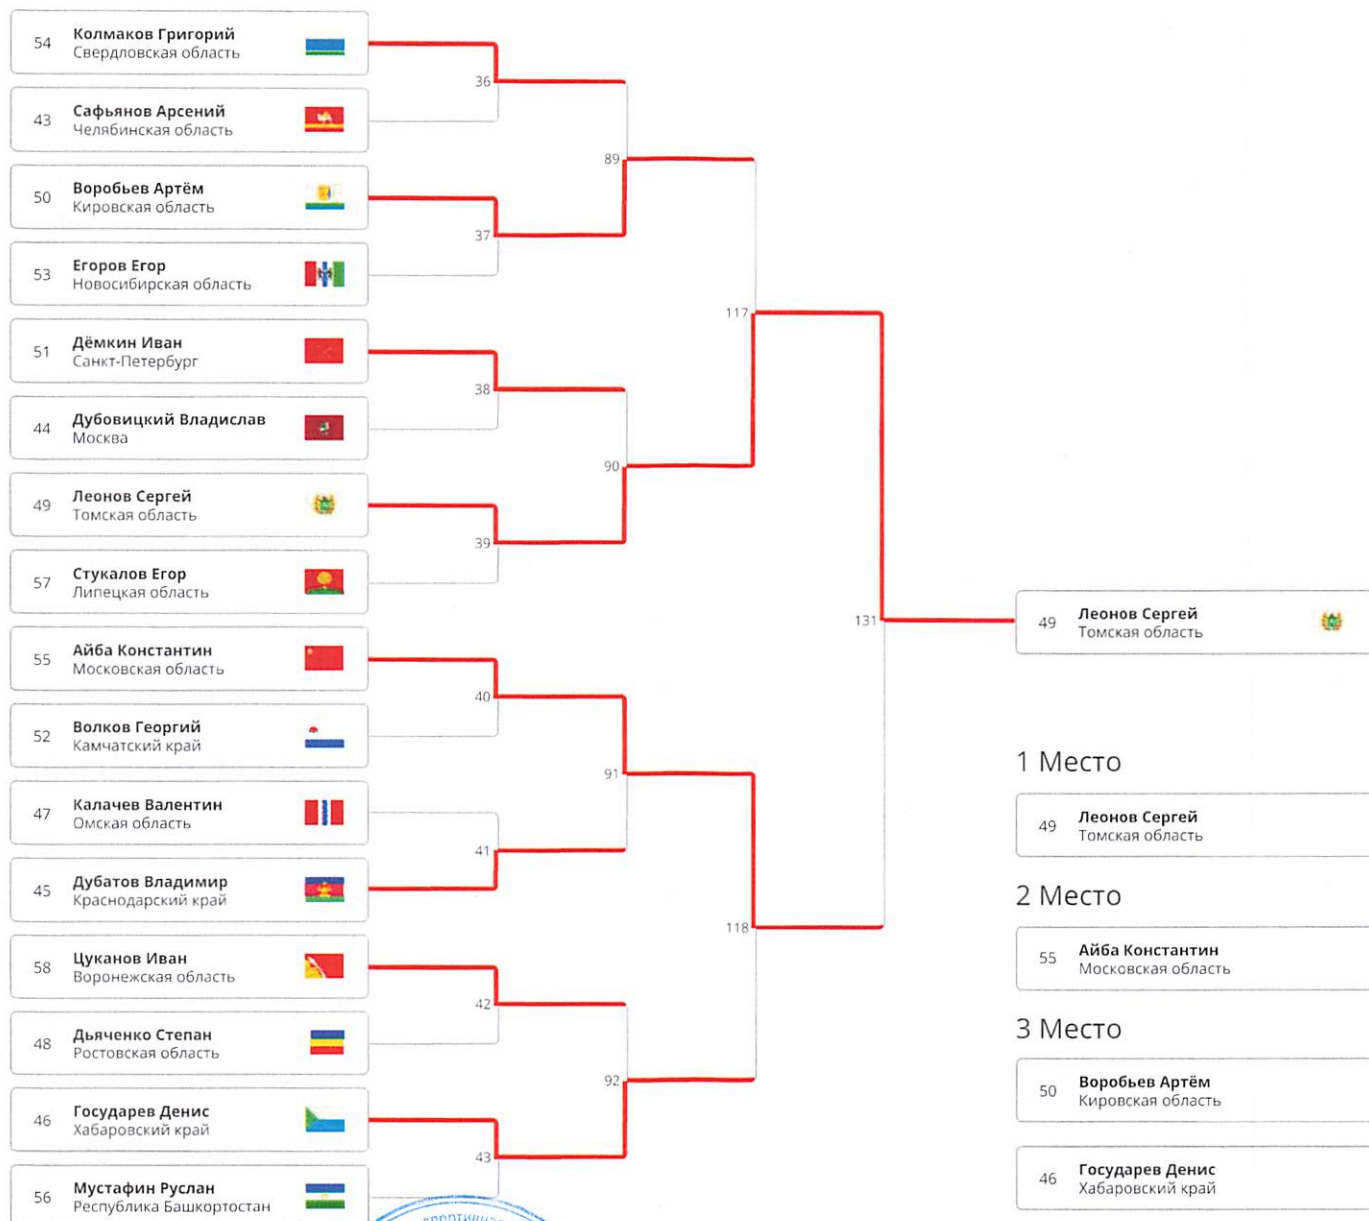 54
Колмаков Григорий
Свердловская область
43
Сафьянов Арсений
Челябинская область
50
Воробьев Артём
Кировская область
53
Егоров Егор
Новосибирская область
51
Дёмкин Иван
Санкт-Петербург
44
Дубовицкий Владислав
Москва
49
Леонов Сергей
Томская область
57
Стукалов Егор
Липецкая область
55
Айба Константин
Московская область
52
Волков Георгий
Камчатский край
47
Калачев Валентин
Омская область
45
Дубатов Владимир
Краснодарский край
58
Цуканов Иван
Воронежская область
48
Дьяченко Степан
Ростовская область
46
Государев Денис
Хабаровский край
56
Мустафин Руслан
Республика Башкортостан
36
37
38
39
40
41
42
43
89
90
91
92
117
118
131
49
Леонов Сергей
Томская область
1 Место
49
Леонов Сергей
Томская область
2 Место
55
Айба Константин
Московская область
3 Место
50
Воробьев Артём
Кировская область
46
Государев Денис
Хабаровский край